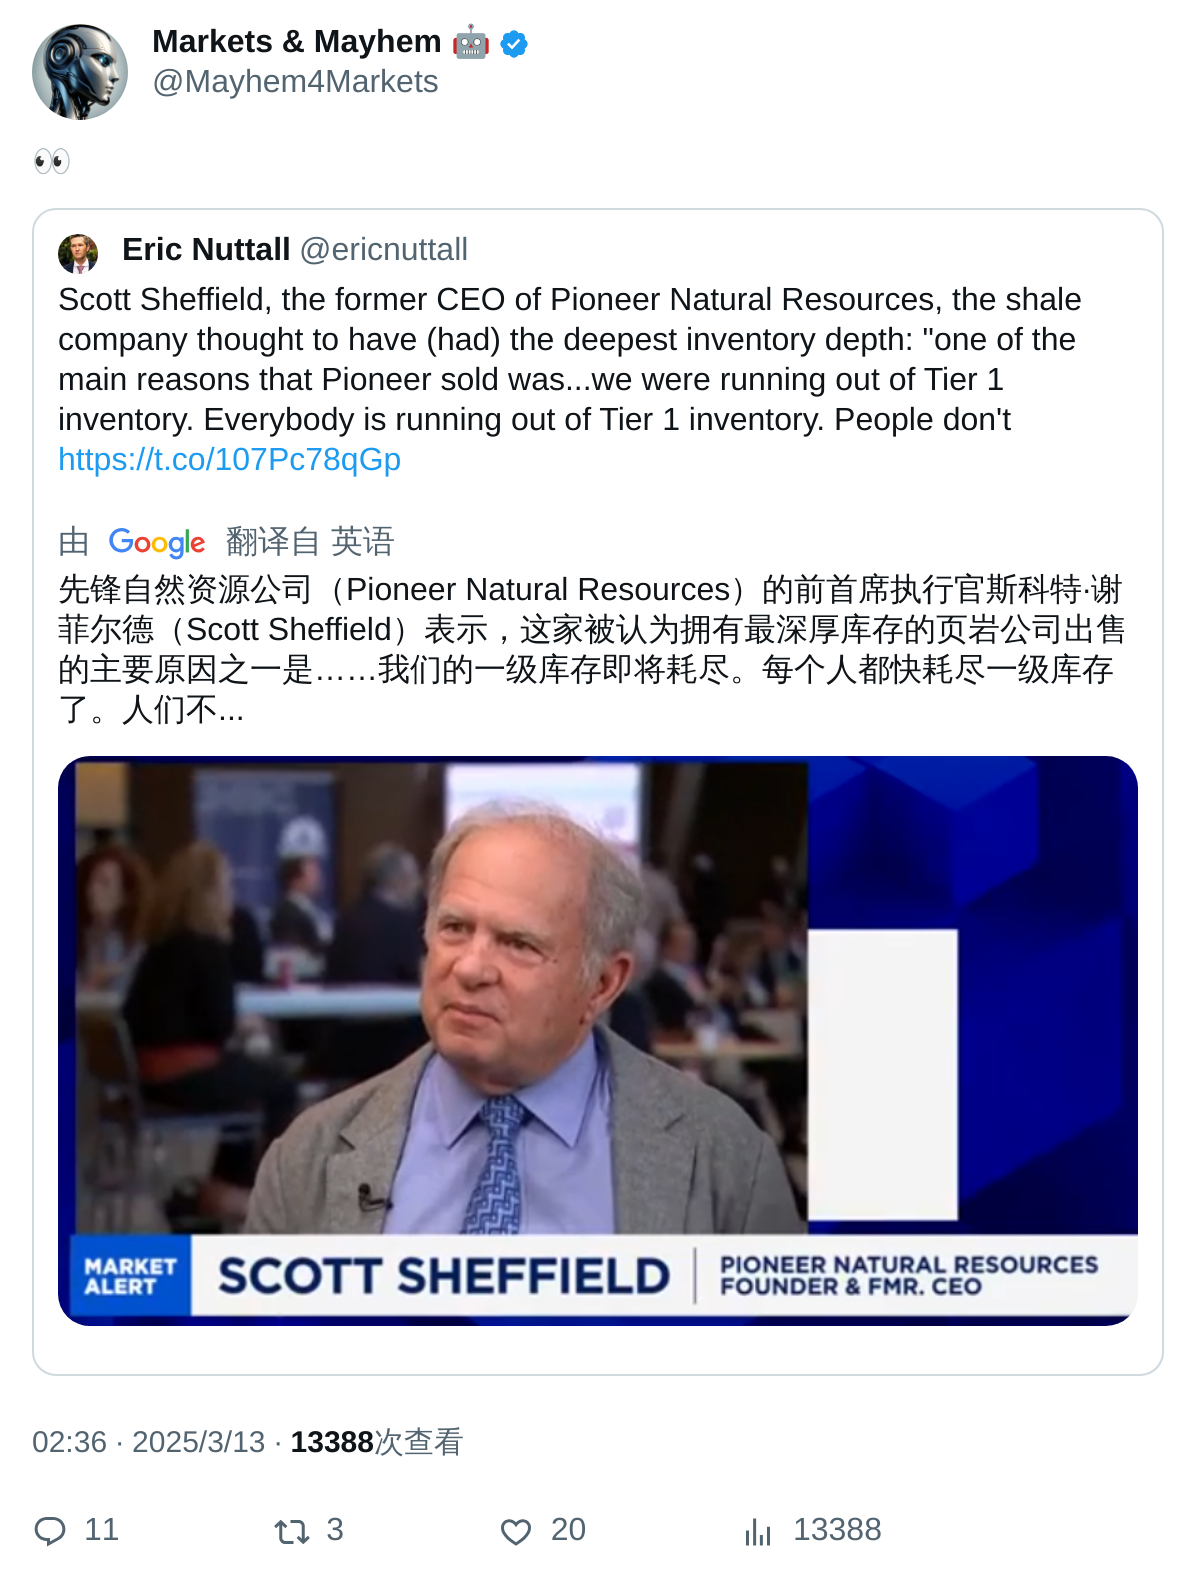 Markets & Mayhem 🤖
@Mayhem4Markets
👀
Eric Nuttall @ericnuttall
Scott Sheffield, the former CEO of Pioneer Natural Resources, the shale
company thought to have (had) the deepest inventory depth: "one of the
main reasons that Pioneer sold was...we were running out of Tier 1
inventory. Everybody is running out of Tier 1 inventory. People don't
https://t.co/107Pc78qGp
由 Google 翻译自 英语
先锋自然资源公司（Pioneer Natural Resources）的前首席执行官斯科特·谢
菲尔德（Scott Sheffield）表示，这家被认为拥有最深厚库存的页岩公司出售
的主要原因之一是……我们的一级库存即将耗尽。每个人都快耗尽一级库存
了。人们不...
MARKET
ALERT
SCOTT SHEFFIELD
PIONEER NATURAL RESOURCES
FOUNDER & FMR. CEO
02:36 · 2025/3/13 · 13388次查看
11 3 20 13388